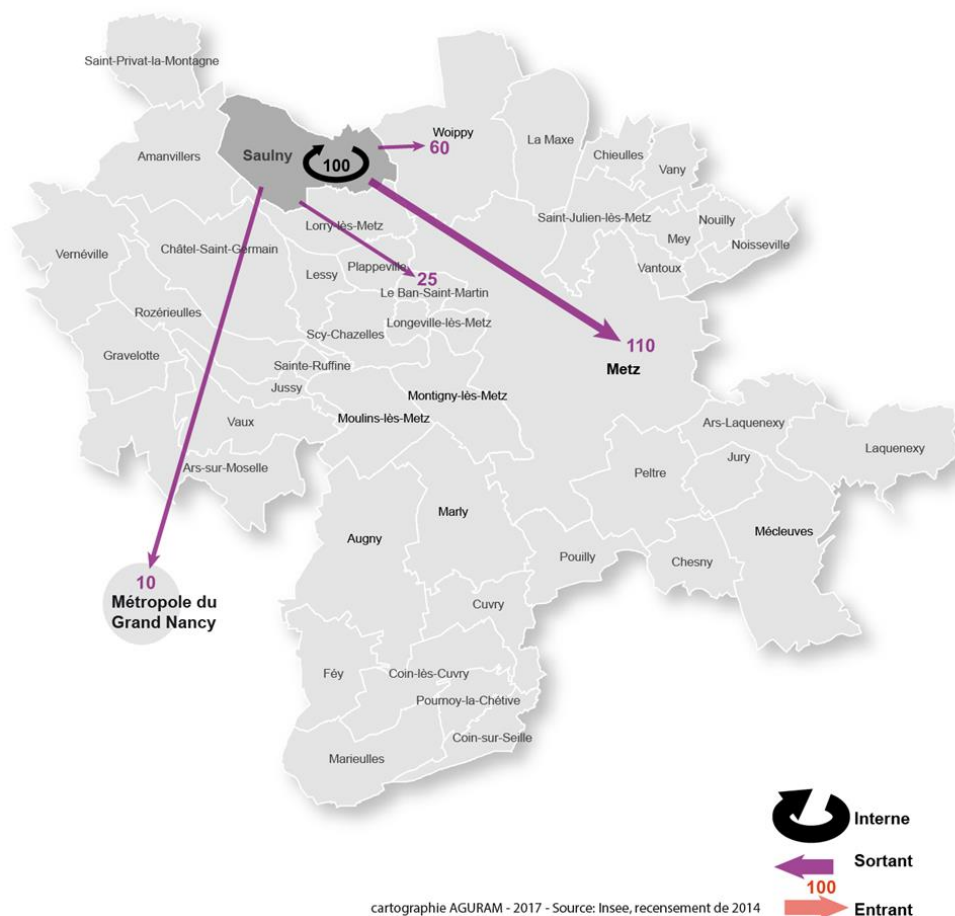 Saint-Privat-la-Montagne
Amanvillers
Saulny
100
Woippy
60
La Maxe
Chieulles
Vany
Saint-Julien-lès-Metz
Nouilly
Mey
Noisseville
Vantoux
Lorry-lès-Metz
Châtel-Saint-Germain
Vernéville
Lessy
Plappeville
25
Le Ban-Saint-Martin
Rozérieulles
Scy-Chazelles
Longeville-lès-Metz
110
Metz
Gravelotte
Sainte-Ruffine
Jussy
Montigny-lès-Metz
Moulins-lès-Metz
Vaux
Ars-sur-Moselle
Ars-Laquenexy
Laquenexy
Jury
Peltre
Marly
Augny
Mécleuves
Pouilly
Chesny
10
Métropole du
Grand Nancy
Cuvry
Féy
Coin-lès-Cuvry
Pournoy-la-Chétive
Coin-sur-Seille
Marieulles
Interne
Sortant
100
Entrant
cartographie AGURAM - 2017 - Source: Insee, recensement de 2014